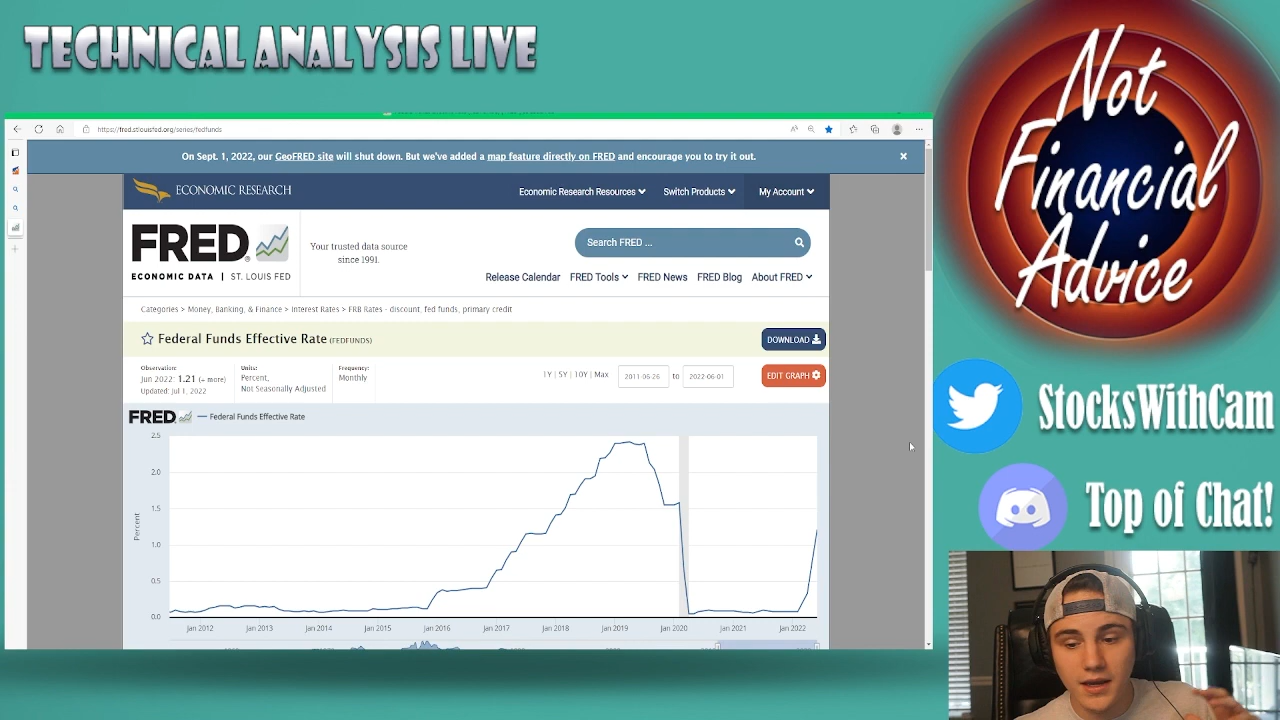 TECHNICAL ANALYSIS LIVE
Not
Financial
Advice
https://fred.stlouisfed.org/series/fedfunds
On Sept. 1, 2022, our GeoFRED site will shut down. But we've added a map feature directly on FRED and encourage you to try it out.
ECONOMIC RESEARCH
Economic Research Resources
Switch Products
My Account
FRED
ECONOMIC DATA | ST. LOUIS FED
Your trusted data source
since 1991.
Search FRED ...
Release Calendar
FRED Tools
FRED News
FRED Blog
About FRED
Categories > Money, Banking, & Finance > Interest Rates > FRB Rates - discount, fed funds, primary credit
Federal Funds Effective Rate (FEDFUNDS)
DOWNLOAD
Observation:
Jun 2022: 1.21 (+ more)
Updated: Jul 1, 2022
Units:
Percent,
Not Seasonally Adjusted
Frequency:
Monthly
1Y | 5Y | 10Y | Max
2011-06-26 to 2022-06-01
EDIT GRAPH
FRED
Federal Funds Effective Rate
2.5
2.0
1.5
1.0
0.5
0.0
Percent
Jan 2012
Jan 2013
Jan 2014
Jan 2015
Jan 2016
Jan 2017
Jan 2018
Jan 2019
Jan 2020
Jan 2021
Jan 2022
StocksWithCam
Top of Chat!